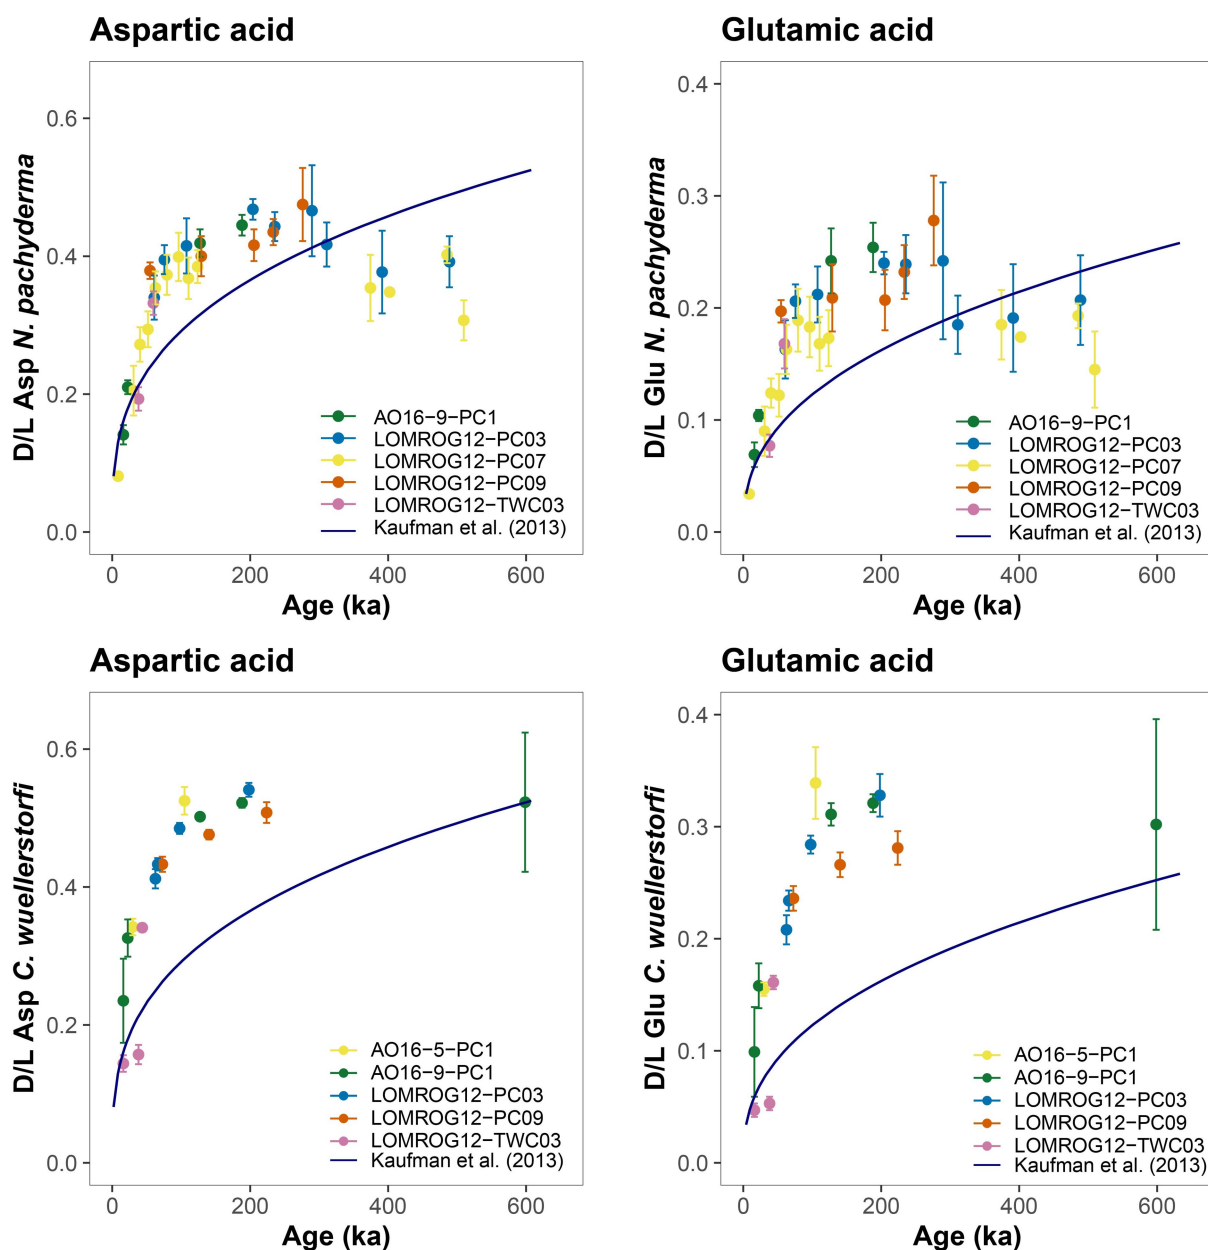 Aspartic acid
D/L Asp N. pachyderma
0.6
0.4
0.2
0.0
AO16−9−PC1
LOMROG12−PC03
LOMROG12−PC07
LOMROG12−PC09
LOMROG12−TWC03
Kaufman et al. (2013)
0
200
400
600
Age (ka)
Glutamic acid
D/L Glu N. pachyderma
0.4
0.3
0.2
0.1
0.0
AO16−9−PC1
LOMROG12−PC03
LOMROG12−PC07
LOMROG12−PC09
LOMROG12−TWC03
Kaufman et al. (2013)
0
200
400
600
Age (ka)
Aspartic acid
D/L Asp C. wuellerstorfi
0.6
0.4
0.2
0.0
AO16−5−PC1
AO16−9−PC1
LOMROG12−PC03
LOMROG12−PC09
LOMROG12−TWC03
Kaufman et al. (2013)
0
200
400
600
Age (ka)
Glutamic acid
D/L Glu C. wuellerstorfi
0.4
0.3
0.2
0.1
0.0
AO16−5−PC1
AO16−9−PC1
LOMROG12−PC03
LOMROG12−PC09
LOMROG12−TWC03
Kaufman et al. (2013)
0
200
400
600
Age (ka)